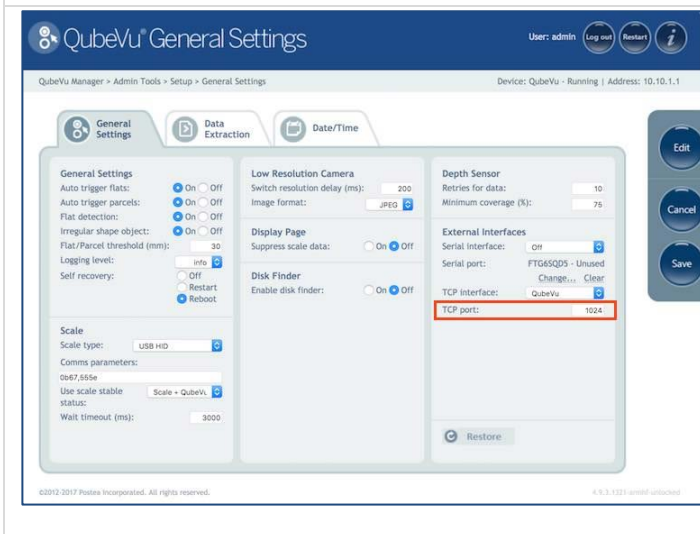 QubeVu® General Settings
User: admin
Log out
Restart
i
QubeVu Manager > Admin Tools > Setup > General Settings
Device: QubeVu - Running | Address: 10.10.1.1
General Settings
Data Extraction
Date/Time
Edit
Cancel
Save
General Settings
Auto trigger flats: On Off
Auto trigger parcels: On Off
Flat detection: On Off
Irregular shape object: On Off
Flat/Parcel threshold (mm): 30
Logging level: Info
Self recovery: Off
Restart
Reboot
Scale
Scale type: USB HID
Comms parameters:
0b67,555e
Use scale stable status: Scale + QubeVu
Wait timeout (ms): 3000
Low Resolution Camera
Switch resolution delay (ms): 200
Image format: JPEG
Display Page
Suppress scale data: On Off
Disk Finder
Enable disk finder: On Off
Depth Sensor
Retries for data: 10
Minimum coverage (%): 75
External Interfaces
Serial interface: Off
Serial port: FTG6SQD5 - Unused
Change... Clear
TCP interface: QubeVu
TCP port: 1024
Restore
©2012-2017 Postea Incorporated. All rights reserved.